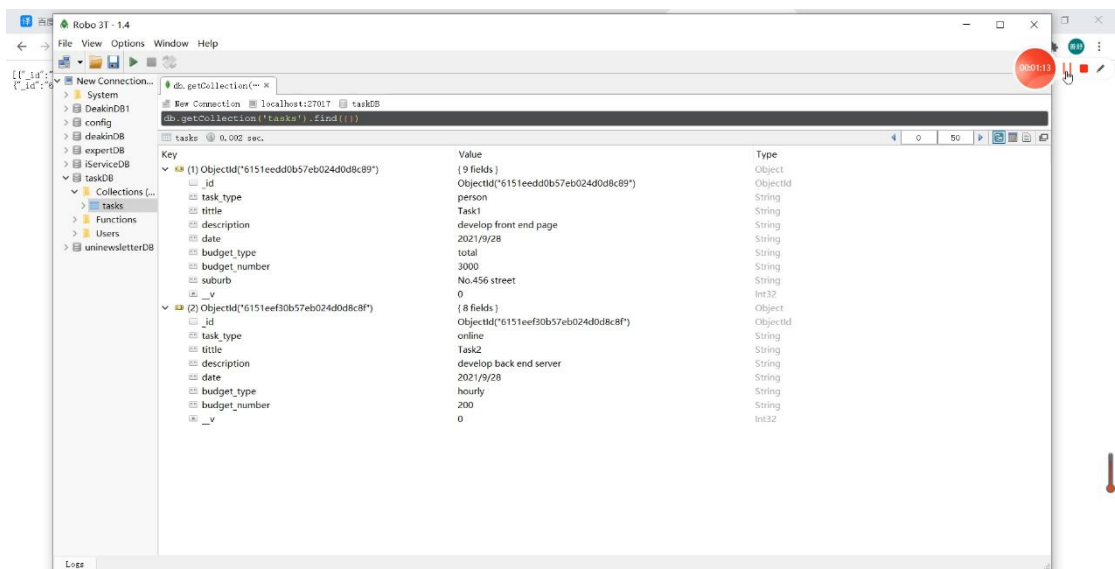 Robo 3T - 1.4
File View Options Window Help
00:01:13
[{"_id":"
{"_id":"6
New Connection...
System
DeakinDB1
config
deakinDB
expertDB
iServiceDB
taskDB
Collections (...
tasks
Functions
Users
uninewsletterDB
db.getCollection(··· ×
New Connection localhost:27017 taskDB
db.getCollection('tasks').find({})
tasks 0.002 sec. 0 50
Key Value Type
(1) ObjectId("6151eedd0b57eb024d0d8c89") { 9 fields } Object
_id ObjectId("6151eedd0b57eb024d0d8c89") ObjectId
task_type person String
tittle Task1 String
description develop front end page String
date 2021/9/28 String
budget_type total String
budget_number 3000 String
suburb No.456 street String
__v 0 Int32
(2) ObjectId("6151eef30b57eb024d0d8c8f") { 8 fields } Object
_id ObjectId("6151eef30b57eb024d0d8c8f") ObjectId
task_type online String
tittle Task2 String
description develop back end server String
date 2021/9/28 String
budget_type hourly String
budget_number 200 String
__v 0 Int32
Logs